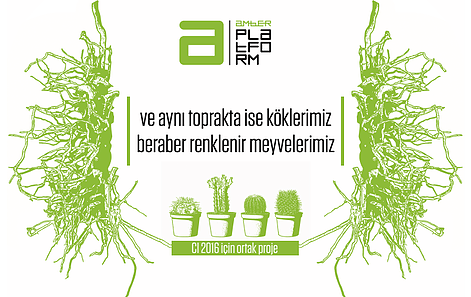 a
amber
PLa
tFO
RM
ve aynı toprakta ise köklerimiz
beraber renklenir meyvelerimiz
CI 2016 için ortak proje